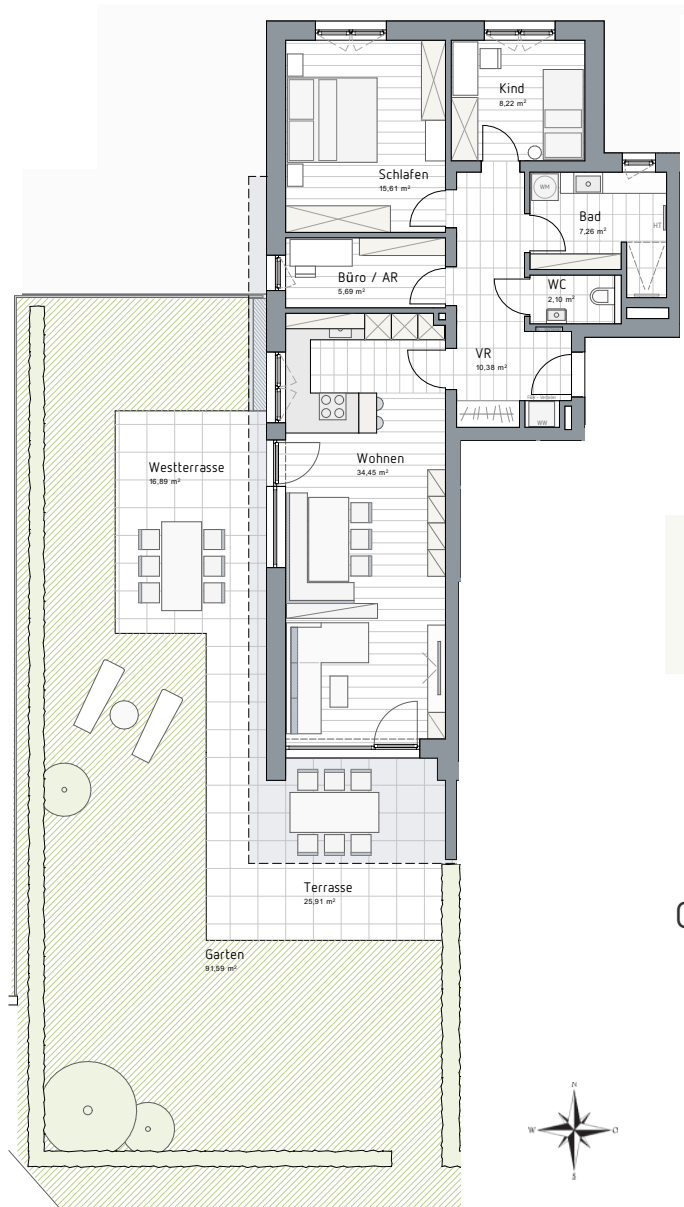 Kind
8,22 m²
Schlafen
15,61 m²
WM
Bad
7,26 m²
HT
Büro / AR
5,69 m²
WC
2,10 m²
VR
10,38 m²
FBH - Verteiler
WW
Wohnen
34,45 m²
Westterrasse
16,89 m²
Terrasse
25,91 m²
Garten
91,59 m²
N
W
O
S